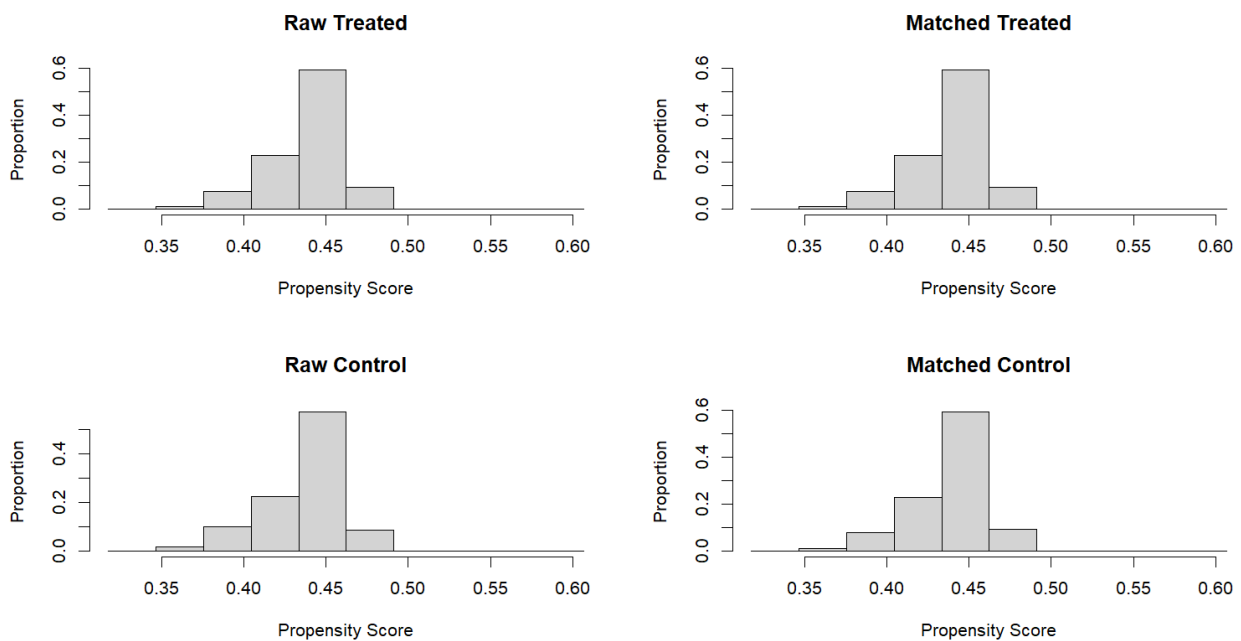 Raw Treated
Proportion
0.0 0.2 0.4 0.6
0.35 0.40 0.45 0.50 0.55 0.60
Propensity Score
Matched Treated
Proportion
0.0 0.2 0.4 0.6
0.35 0.40 0.45 0.50 0.55 0.60
Propensity Score
Raw Control
Proportion
0.0 0.2 0.4
0.35 0.40 0.45 0.50 0.55 0.60
Propensity Score
Matched Control
Proportion
0.0 0.2 0.4 0.6
0.35 0.40 0.45 0.50 0.55 0.60
Propensity Score